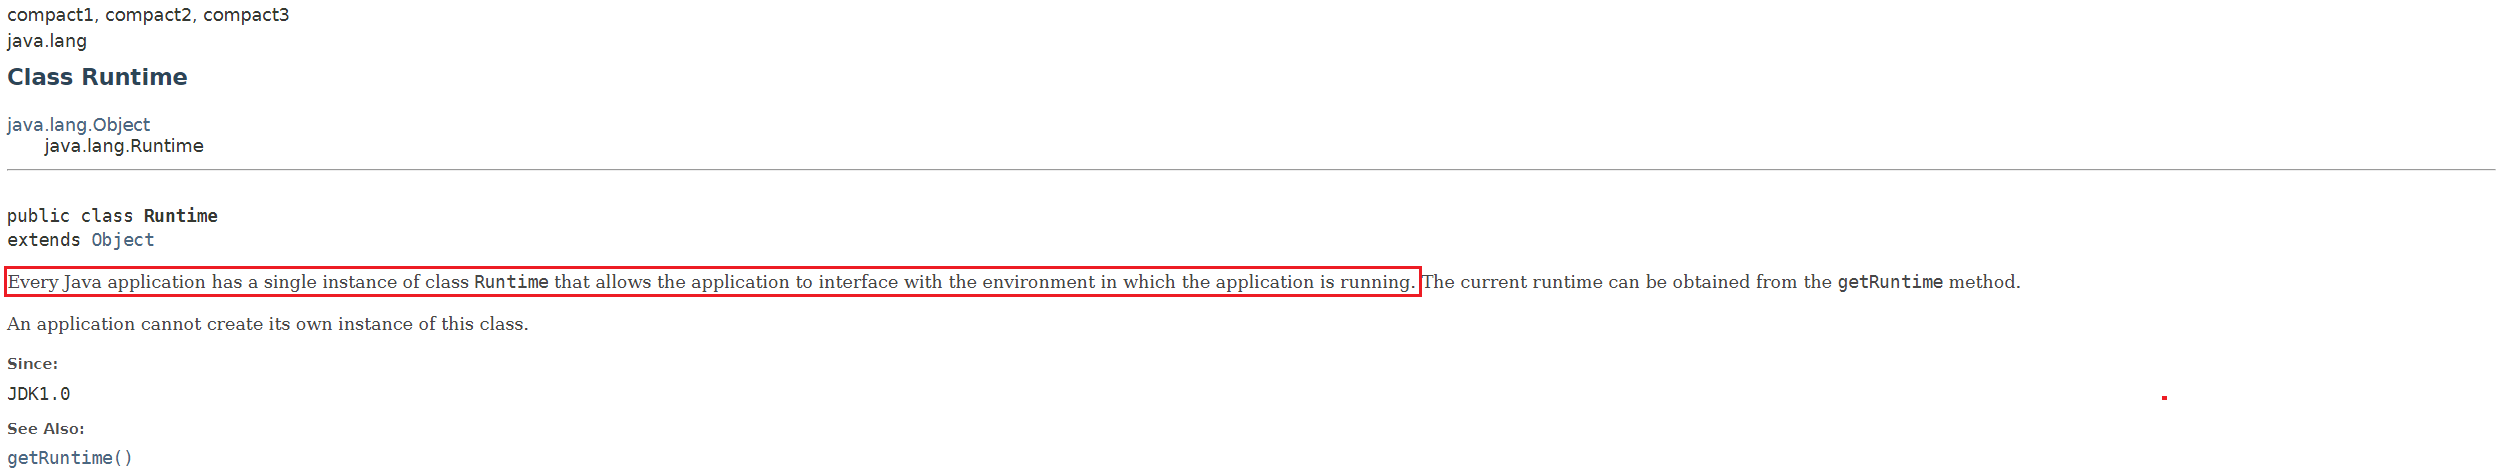 compact1, compact2, compact3
java.lang
Class Runtime
java.lang.Object
java.lang.Runtime
public class Runtime
extends Object
Every Java application has a single instance of class Runtime that allows the application to interface with the environment in which the application is running. The current runtime can be obtained from the getRuntime method.
An application cannot create its own instance of this class.
Since:
JDK1.0
See Also:
getRuntime()